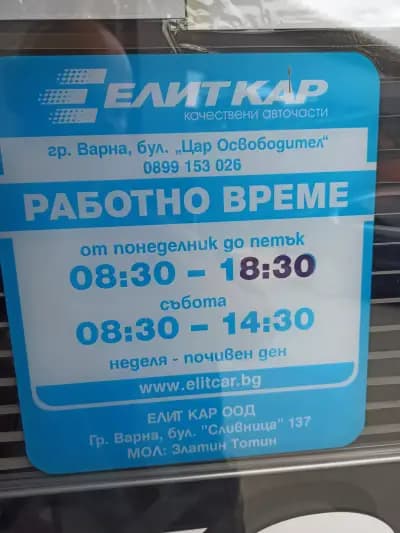 ЕЛИТ КАР
качествени авточасти
гр. Варна, бул. „Цар Освободител"
0899 153 026
РАБОТНО ВРЕМЕ
от понеделник до петък
08:30 – 18:30
събота
08:30 – 14:30
неделя - почивен ден
www.elitcar.bg
ЕЛИТ КАР ООД
Гр. Варна, бул. "Сливница" 137
МОЛ: Златин Тотин